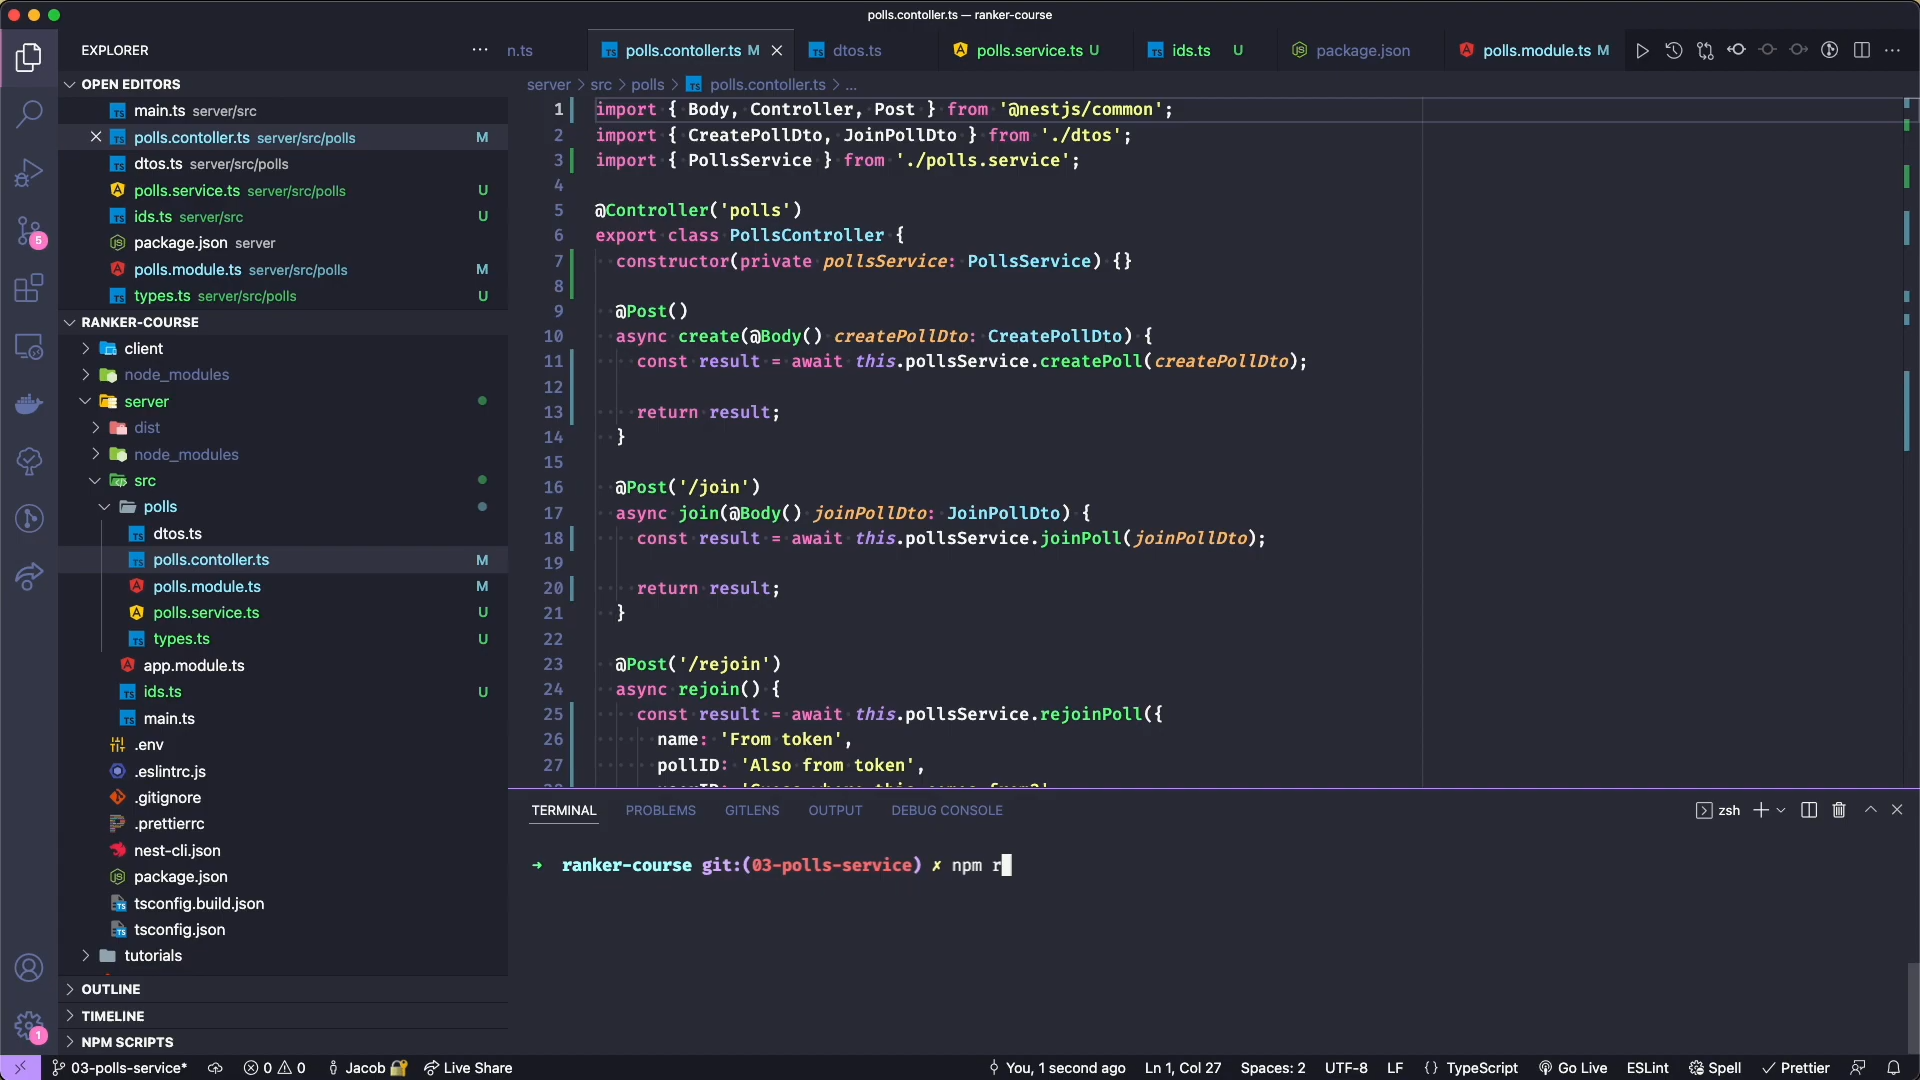 polls.contoller.ts — ranker-course
EXPLORER
n.ts
polls.contoller.ts M
dtos.ts
polls.service.ts U
ids.ts U
package.json
polls.module.ts M
OPEN EDITORS
main.ts server/src
polls.contoller.ts server/src/polls M
dtos.ts server/src/polls
polls.service.ts server/src/polls U
ids.ts server/src U
package.json server
polls.module.ts server/src/polls M
types.ts server/src/polls U
RANKER-COURSE
client
node_modules
server
dist
node_modules
src
polls
dtos.ts
polls.contoller.ts M
polls.module.ts M
polls.service.ts U
types.ts U
app.module.ts
ids.ts U
main.ts
.env
.eslintrc.js
.gitignore
.prettierrc
nest-cli.json
package.json
tsconfig.build.json
tsconfig.json
tutorials
OUTLINE
TIMELINE
NPM SCRIPTS
5
1
server > src > polls > polls.contoller.ts > ...
1 import { Body, Controller, Post } from '@nestjs/common';
2 import { CreatePollDto, JoinPollDto } from './dtos';
3 import { PollsService } from './polls.service';
4
5 @Controller('polls')
6 export class PollsController {
7 constructor(private pollsService: PollsService) {}
8
9 @Post()
10 async create(@Body() createPollDto: CreatePollDto) {
11 const result = await this.pollsService.createPoll(createPollDto);
12
13 return result;
14 }
15
16 @Post('/join')
17 async join(@Body() joinPollDto: JoinPollDto) {
18 const result = await this.pollsService.joinPoll(joinPollDto);
19
20 return result;
21 }
22
23 @Post('/rejoin')
24 async rejoin() {
25 const result = await this.pollsService.rejoinPoll({
26 name: 'From token',
27 pollID: 'Also from token',
TERMINAL PROBLEMS GITLENS OUTPUT DEBUG CONSOLE
zsh
➜ ranker-course git:(03-polls-service) ✗ npm r
03-polls-service* 0 0 Jacob 🔐 Live Share
You, 1 second ago Ln 1, Col 27 Spaces: 2 UTF-8 LF {} TypeScript Go Live ESLint Spell Prettier